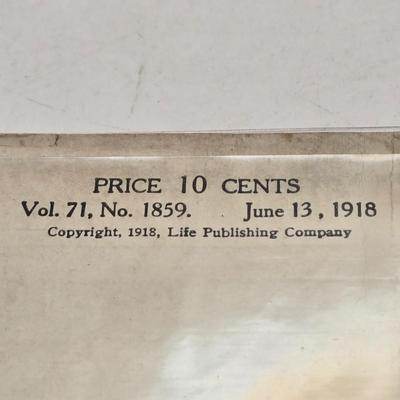 PRICE 10 CENTS
Vol. 71, No. 1859. June 13, 1918
Copyright, 1918, Life Publishing Company